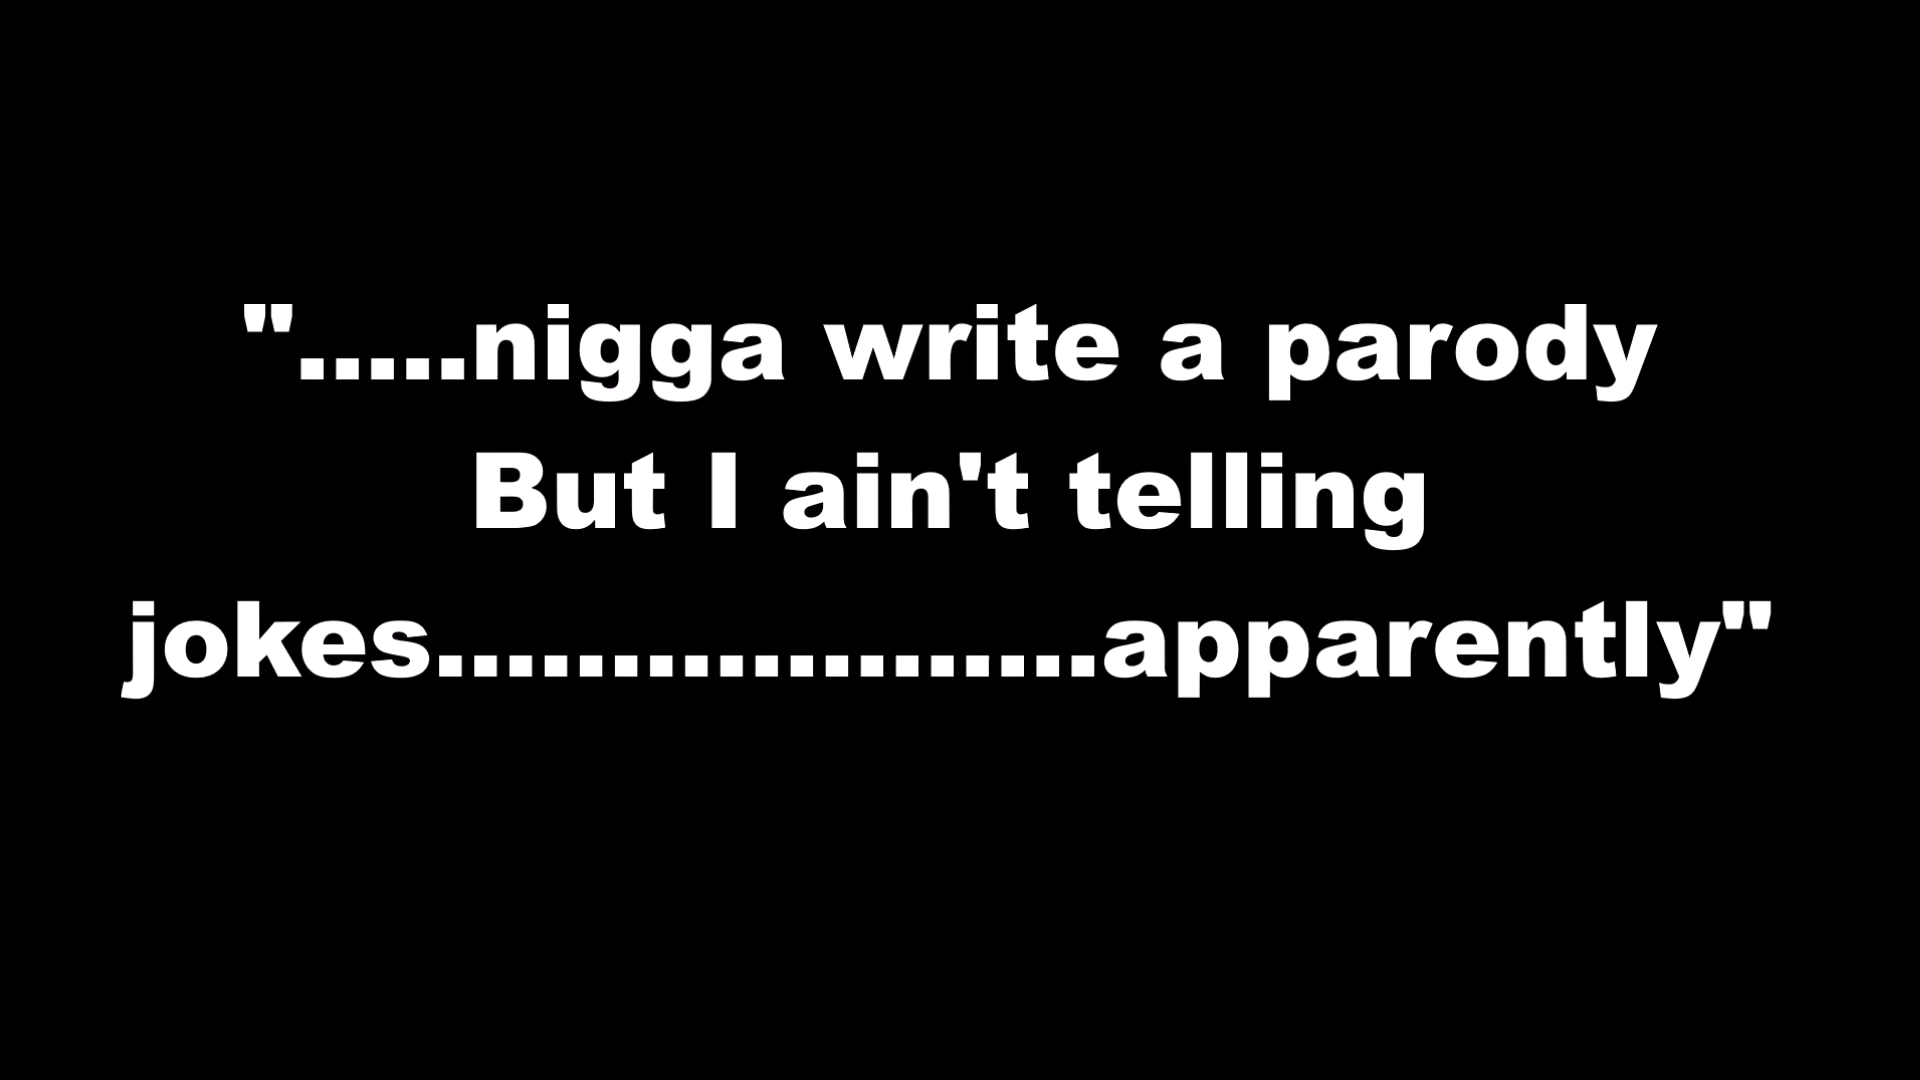 ".....nigga write a parody
But I ain't telling
jokes...................apparently"